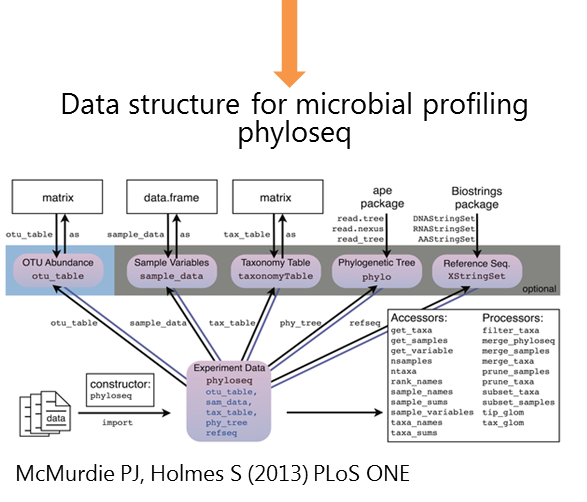 Data structure for microbial profiling
phyloseq
matrix
data.frame
matrix
ape
package
Biostrings
package
read.tree
read.nexus
read_tree
DNAStringSet
RNAStringSet
AAStringSet
otu_table
as
sample_data
as
tax_table
as
OTU Abundance
otu_table
Sample Variables
sample_data
Taxonomy Table
taxonomyTable
Phylogenetic Tree
phylo
Reference Seq.
XStringSet
optional
otu_table
sample_data
tax_table
phy_tree
refseq
data
constructor:
phyloseq
import
Experiment Data
phyloseq
otu_table,
sam_data,
tax_table,
phy_tree
refseq
Accessors:
get_taxa
get_samples
get_variable
nsamples
ntaxa
rank_names
sample_names
sample_sums
sample_variables
taxa_names
taxa_sums
Processors:
filter_taxa
merge_phyloseq
merge_samples
merge_taxa
prune_samples
prune_taxa
subset_taxa
subset_samples
tip_glom
tax_glom
McMurdie PJ, Holmes S (2013) PLoS ONE